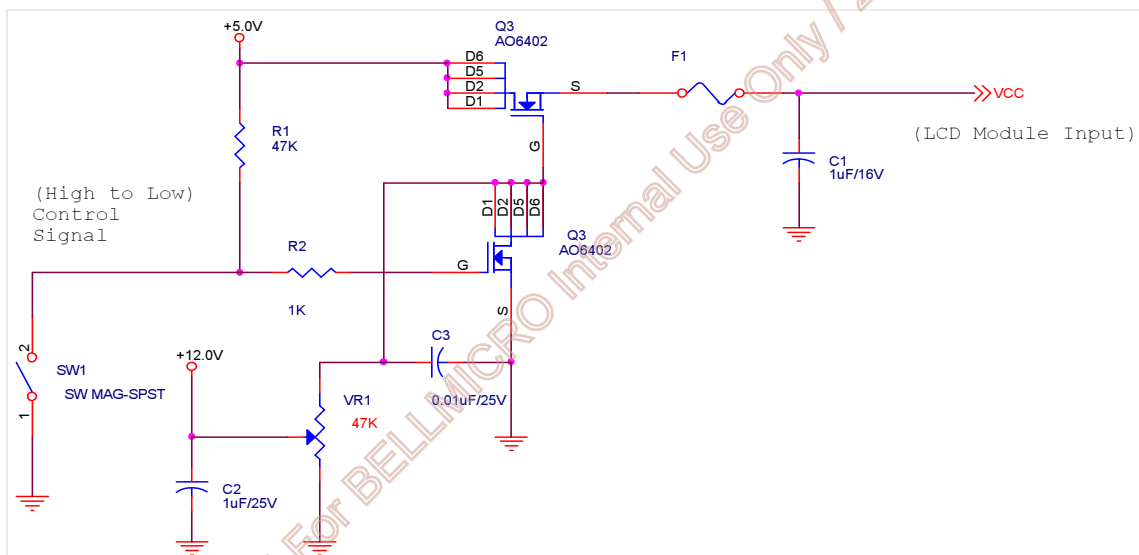 +5.0V
Q3
AO6402
D6
D5
D2
D1
S
G
F1
VCC
(LCD Module Input)
R1
47K
C1
1uF/16V
(High to Low)
Control
Signal
D1
D2
D5
D6
Q3
AO6402
R2
1K
G
S
SW1
SW MAG-SPST
2
1
+12.0V
C3
0.01uF/25V
VR1
47K
C2
1uF/25V
For BELLMICRO Internal Use Only /